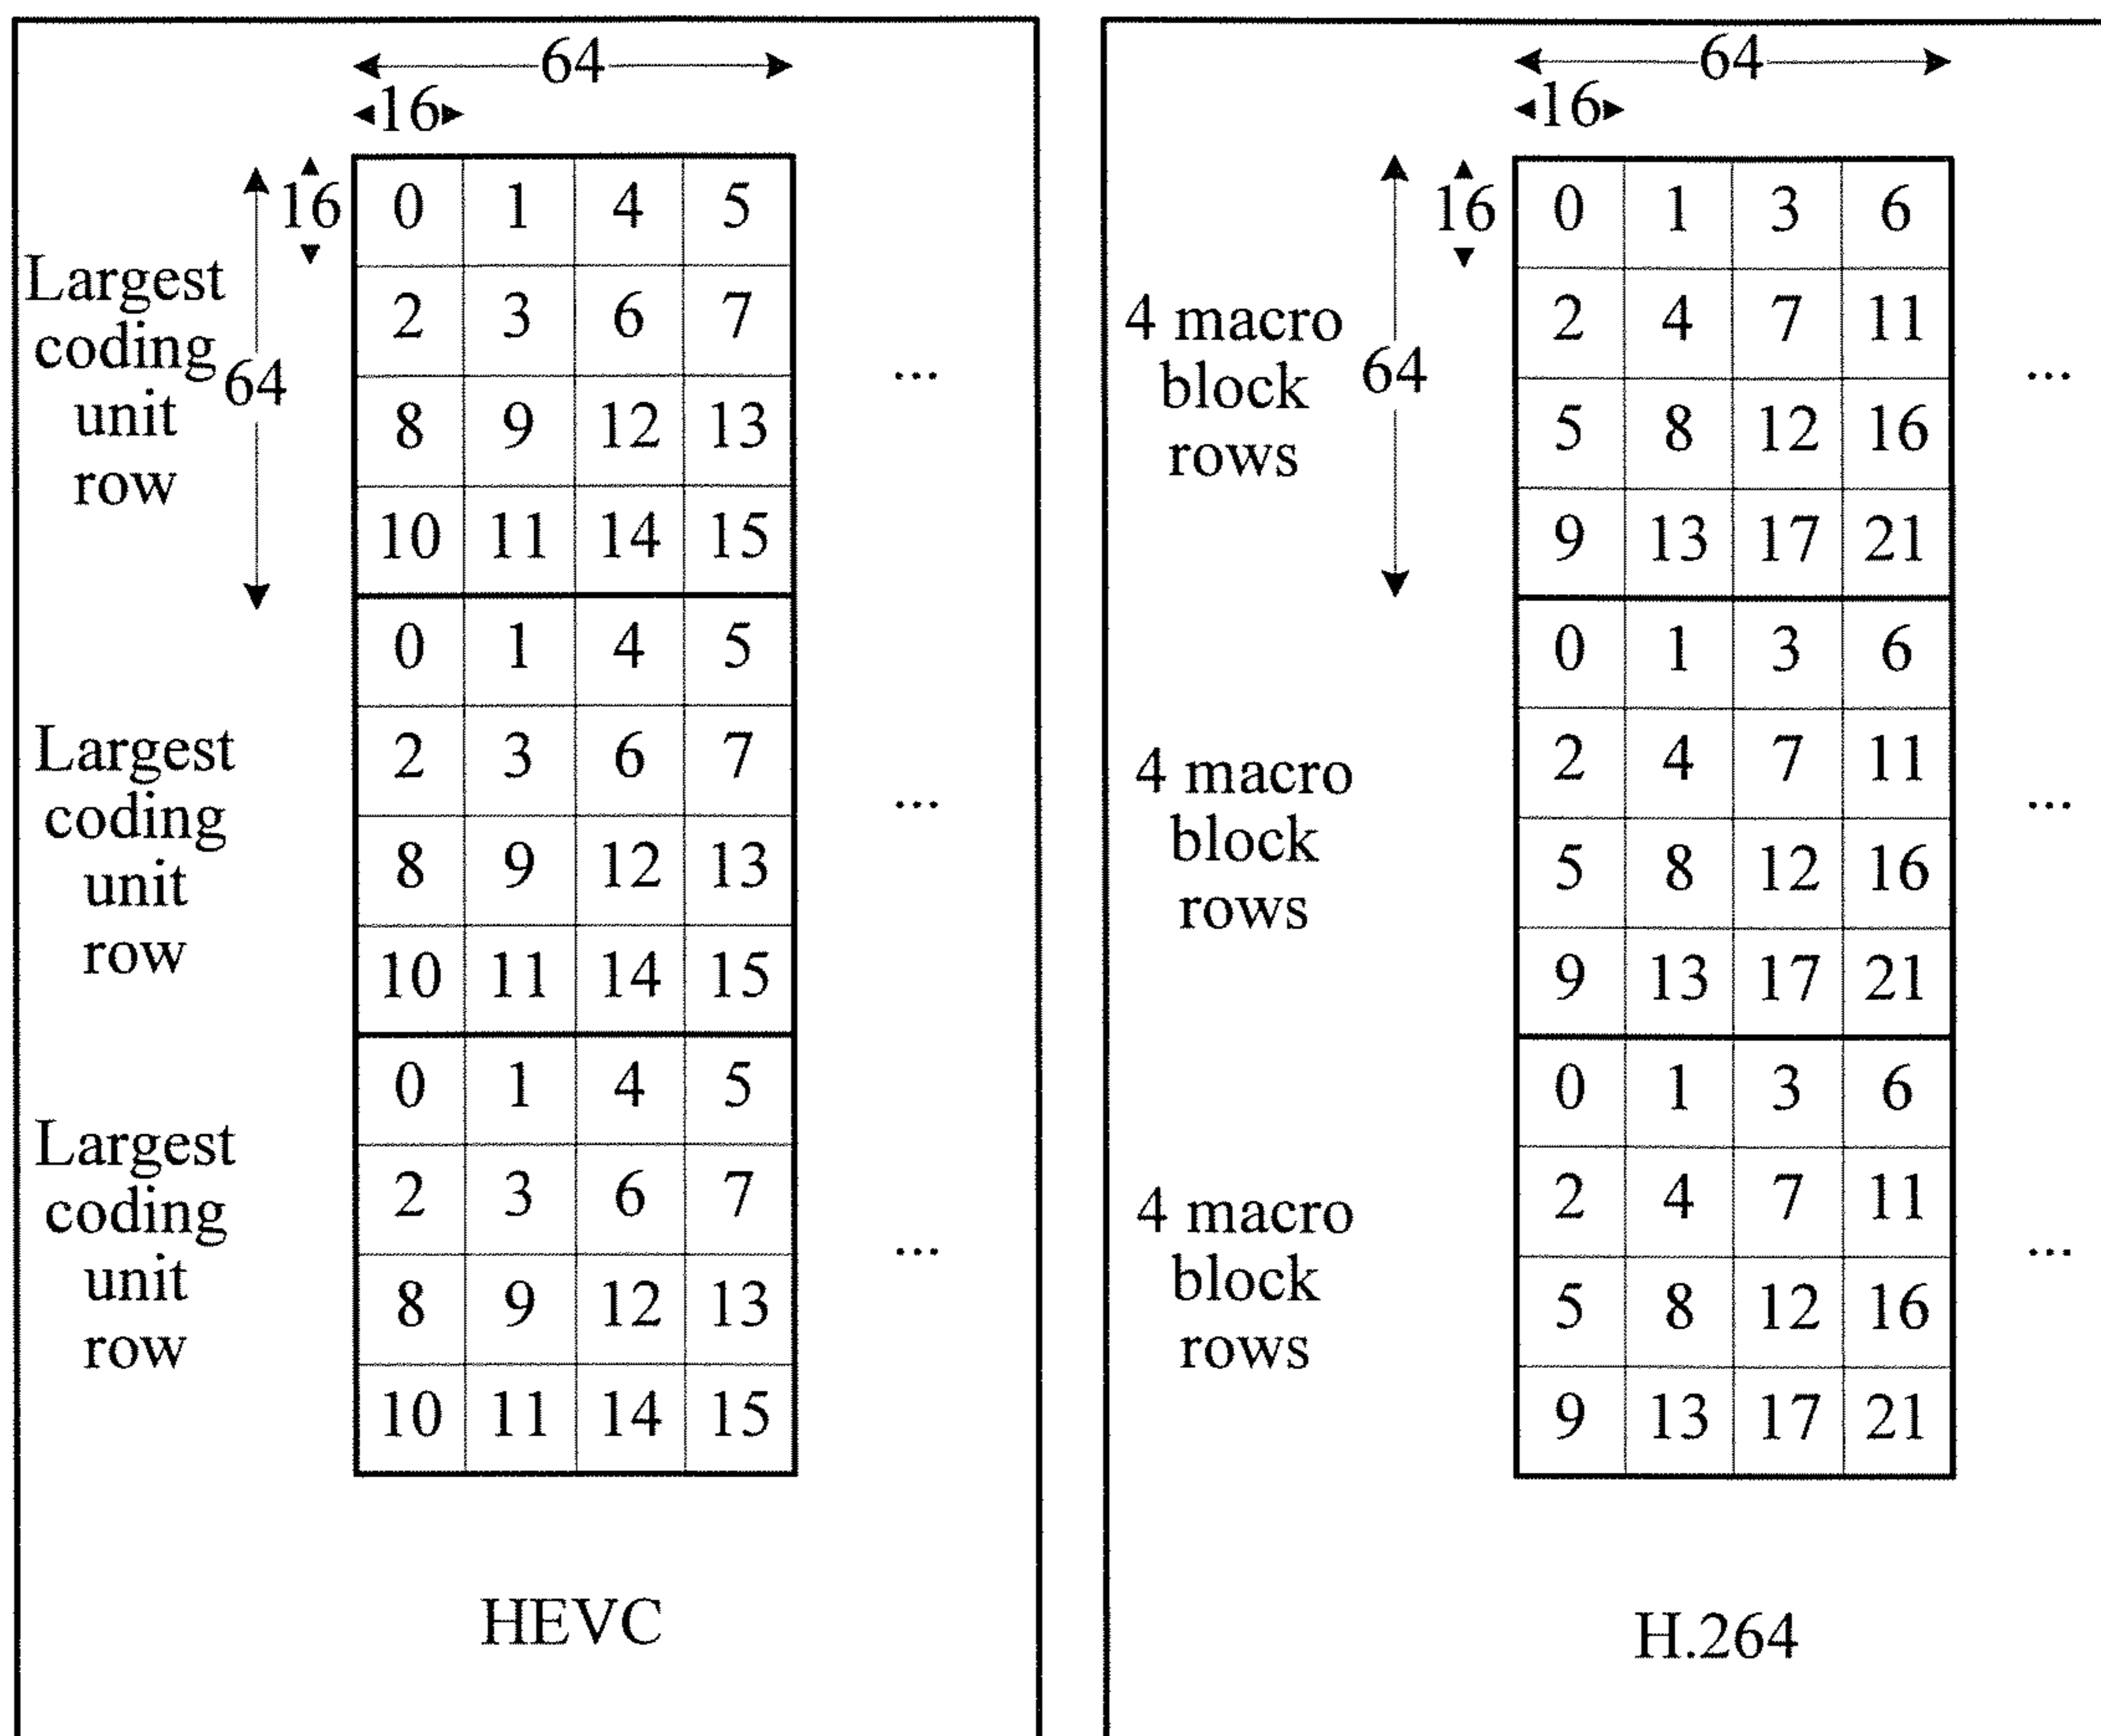 64
16
16
0 1 4 5
2 3 6 7
8 9 12 13
10 11 14 15
Largest
coding
unit
row
64
...
0 1 4 5
2 3 6 7
8 9 12 13
10 11 14 15
Largest
coding
unit
row
...
0 1 4 5
2 3 6 7
8 9 12 13
10 11 14 15
Largest
coding
unit
row
...
HEVC
64
16
16
0 1 3 6
2 4 7 11
5 8 12 16
9 13 17 21
4 macro
block
rows
64
...
0 1 3 6
2 4 7 11
5 8 12 16
9 13 17 21
4 macro
block
rows
...
0 1 3 6
2 4 7 11
5 8 12 16
9 13 17 21
4 macro
block
rows
...
H.264